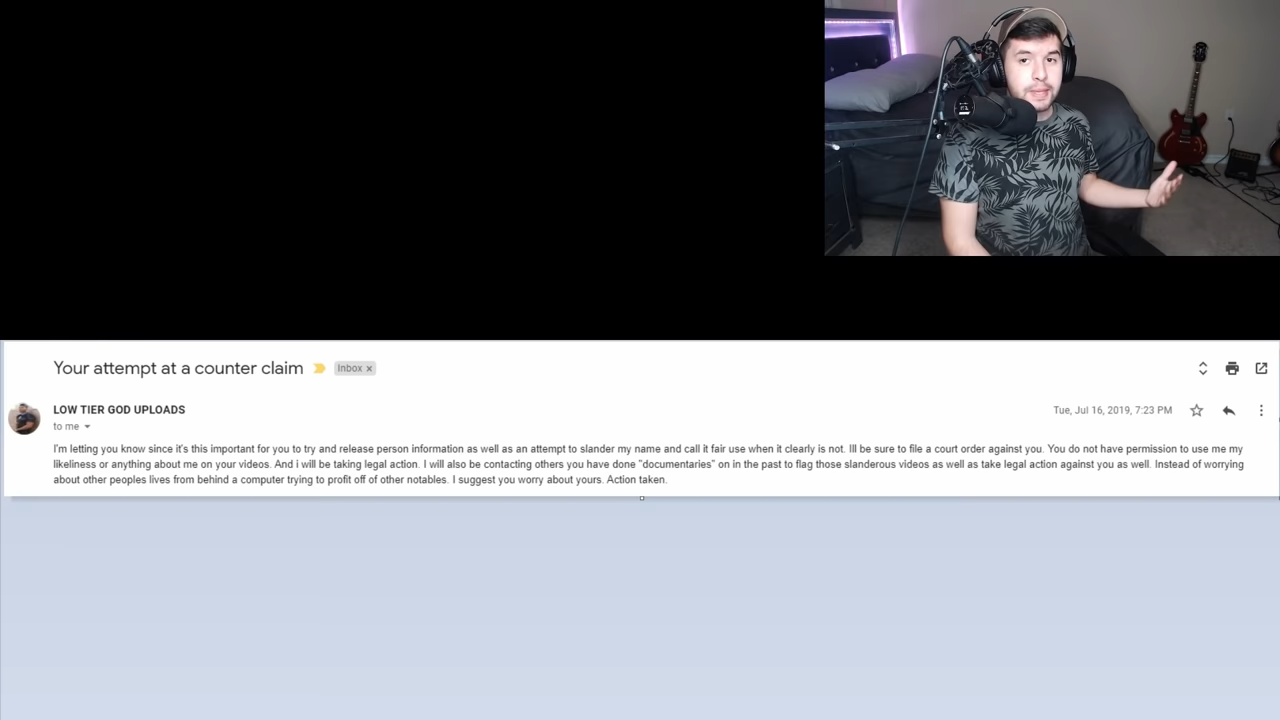 Your attempt at a counter claim
Inbox ×
LOW TIER GOD UPLOADS
Tue, Jul 16, 2019, 7:23 PM
to me
I'm letting you know since it's this important for you to try and release person information as well as an attempt to slander my name and call it fair use when it clearly is not. Ill be sure to file a court order against you. You do not have permission to use me my
likeliness or anything about me on your videos. And i will be taking legal action. I will also be contacting others you have done "documentaries" on in the past to flag those slanderous videos as well as take legal action against you as well. Instead of worrying
about other peoples lives from behind a computer trying to profit off of other notables. I suggest you worry about yours. Action taken.